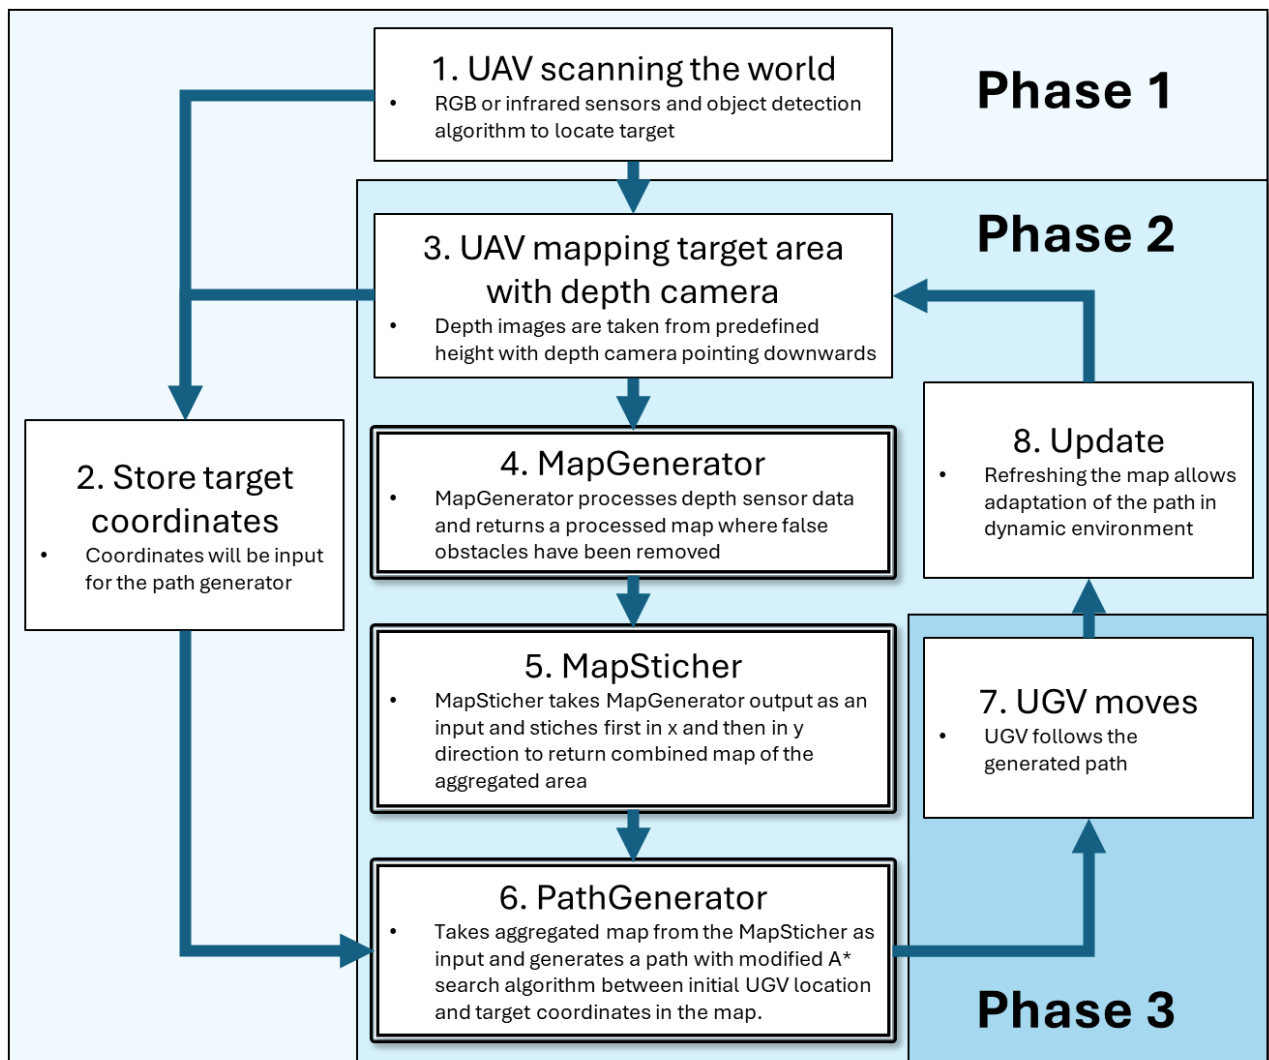 1. UAV scanning the world
• RGB or infrared sensors and object detection
algorithm to locate target
Phase 1
Phase 2
3. UAV mapping target area
with depth camera
• Depth images are taken from predefined
height with depth camera pointing downwards
2. Store target
coordinates
• Coordinates will be input
for the path generator
4. MapGenerator
• MapGenerator processes depth sensor data
and returns a processed map where false
obstacles have been removed
8. Update
• Refreshing the map allows
adaptation of the path in
dynamic environment
5. MapSticher
• MapSticher takes MapGenerator output as an
input and stiches first in x and then in y
direction to return combined map of the
aggregated area
7. UGV moves
• UGV follows the
generated path
6. PathGenerator
• Takes aggregated map from the MapSticher as
input and generates a path with modified A*
search algorithm between initial UGV location
and target coordinates in the map.
Phase 3